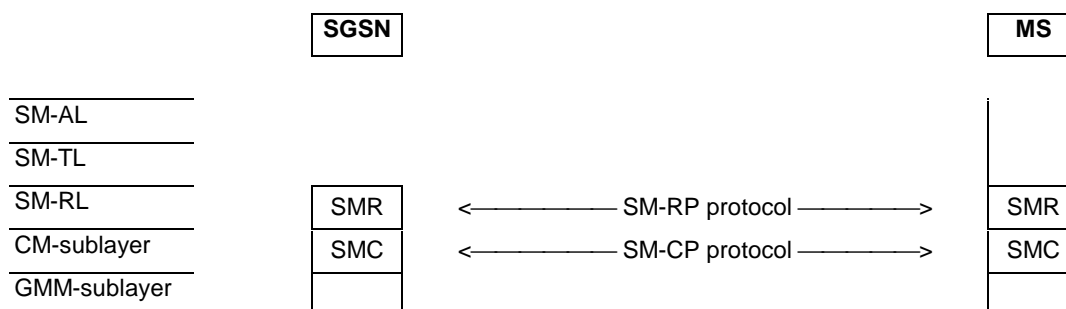 SGSN MS
SM-AL
SM-TL
SM-RL SMR <———————— SM-RP protocol ————————> SMR
CM-sublayer SMC <———————— SM-CP protocol ————————> SMC
GMM-sublayer